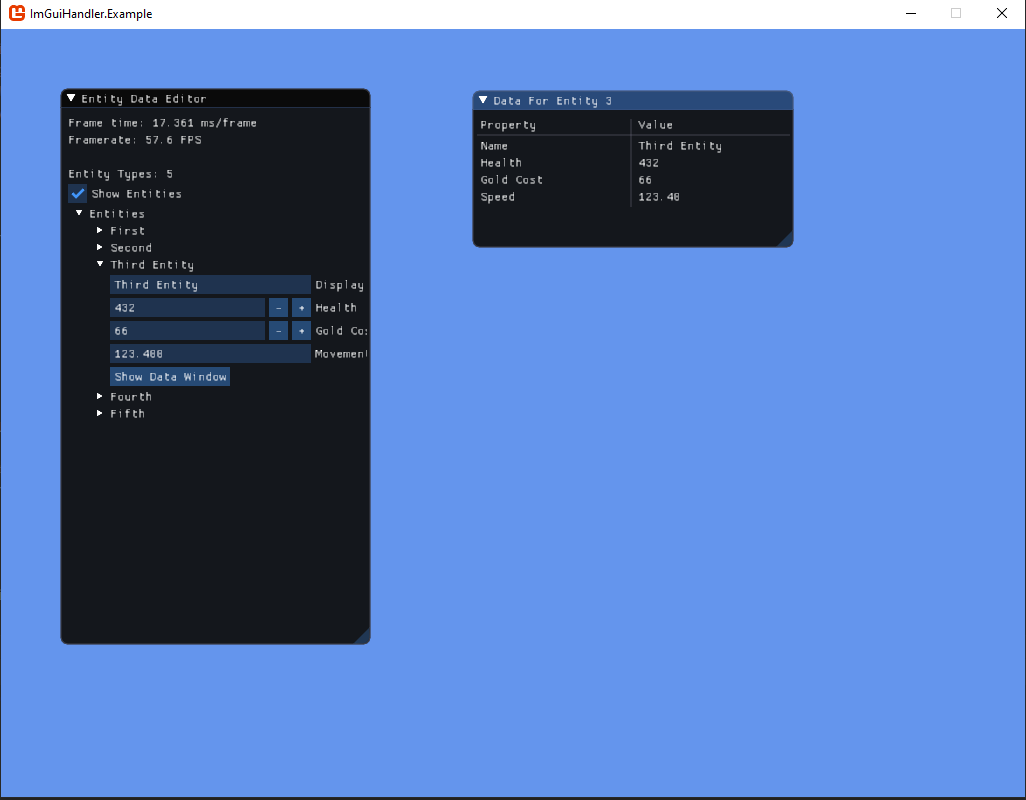 ImGuiHandler.Example
Entity Data Editor
Frame time: 17.361 ms/frame
Framerate: 57.6 FPS
Entity Types: 5
Show Entities
Entities
First
Second
Third Entity
Third Entity Display
432 - + Health
66 - + Gold Co
123.400 Movement
Show Data Window
Fourth
Fifth
Data For Entity 3
Property Value
Name Third Entity
Health 432
Gold Cost 66
Speed 123.40